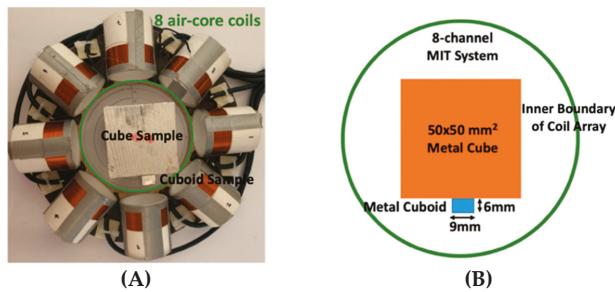 8 air-core coils
Cube Sample
Cuboid Sample
(A)
8-channel
MIT System
Inner Boundary
of Coil Array
50x50 mm²
Metal Cube
Metal Cuboid
6mm
9mm
(B)